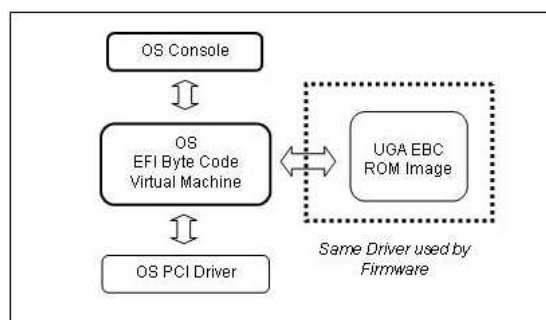 OS Console
OS
EFI Byte Code
Virtual Machine
UGA EBC
ROM Image
OS PCI Driver
Same Driver used by
Firmware